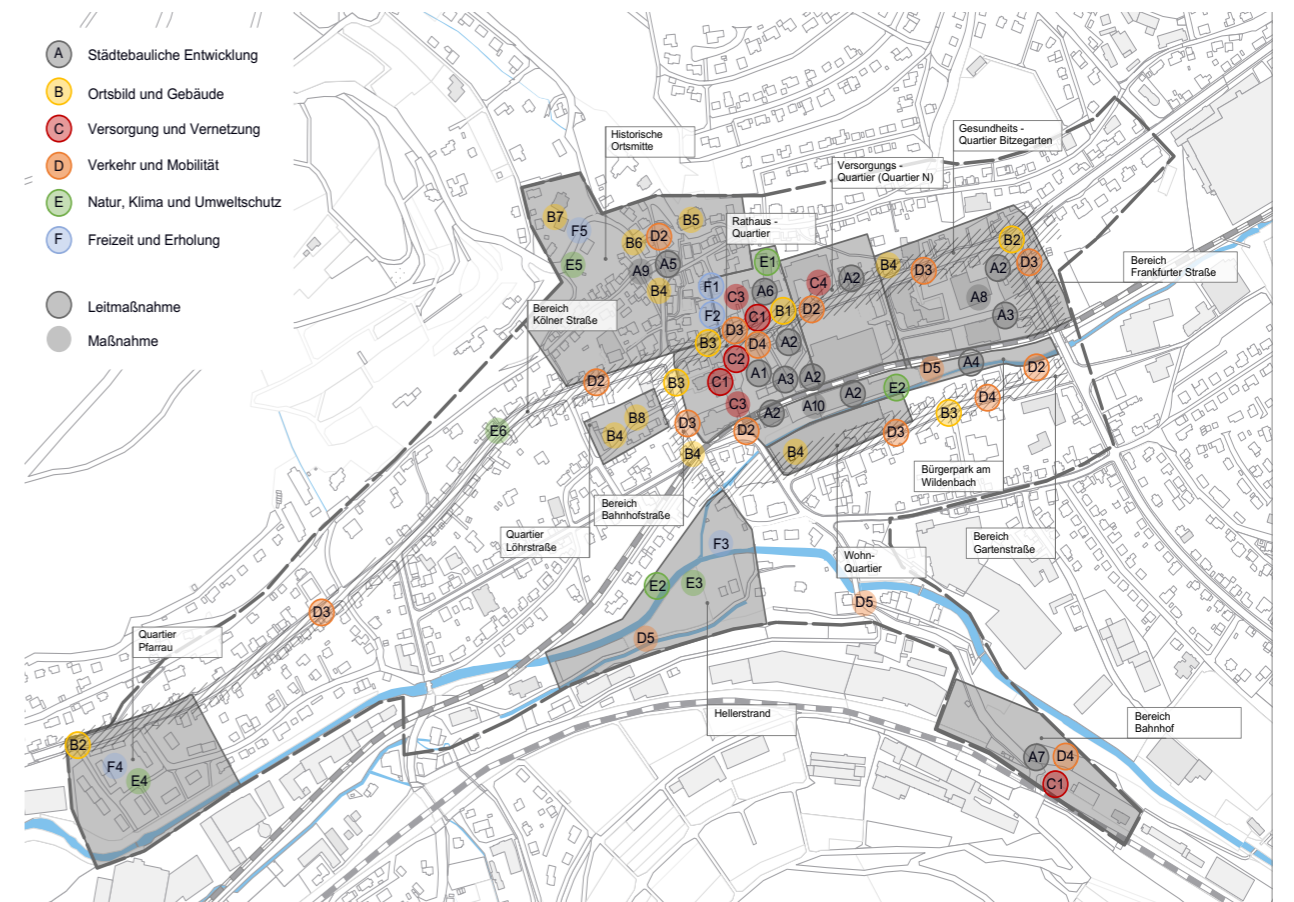 A Städtebauliche Entwicklung
B Ortsbild und Gebäude
C Versorgung und Vernetzung
D Verkehr und Mobilität
E Natur, Klima und Umweltschutz
F Freizeit und Erholung
Leitmaßnahme
Maßnahme
Historische
Ortsmitte
Gesundheits -
Quartier Bitzegarten
Versorgungs -
Quartier (Quartier N)
Rathaus -
Quartier
Bereich
Frankfurter Straße
Bereich
Kölner Straße
B7
F5
B5
B6
D2
E5
A9
A5
B4
E1
F1
C3
A6
C4
A2
B4
D3
B2
A2
D3
A8
A3
F2
C1
B1
D2
D3
B3
D4
A2
C2
A1
A3
A2
C1
B3
C3
A2
A10
A2
E2
D5
A4
D2
D4
B3
D3
D2
E6
B8
B4
D3
D2
B4
B4
Bürgerpark am
Wildenbach
Bereich
Bahnhofstraße
Quartier
Löhrstraße
Bereich
Gartenstraße
Wohn-
Quartier
F3
E2
E3
D5
D5
D3
Quartier
Pfarrau
Hellerstrand
Bereich
Bahnhof
B2
F4
E4
A7
D4
C1